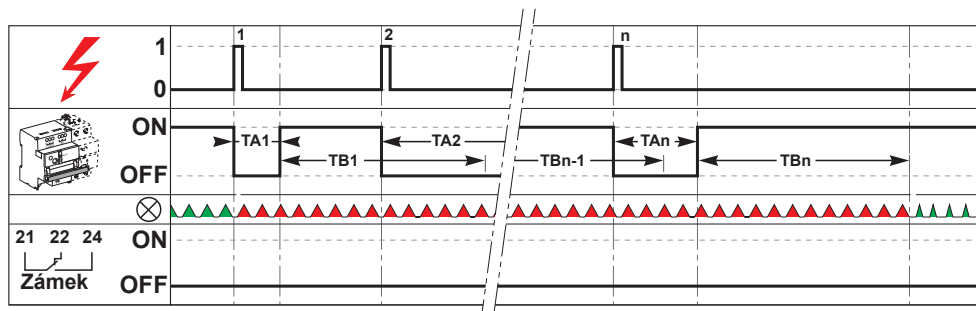 1 2 n
1
0
ON
TA1 TA2 TAn
TB1 TBn-1 TBn
OFF
21 22 24 ON
Zámek
OFF